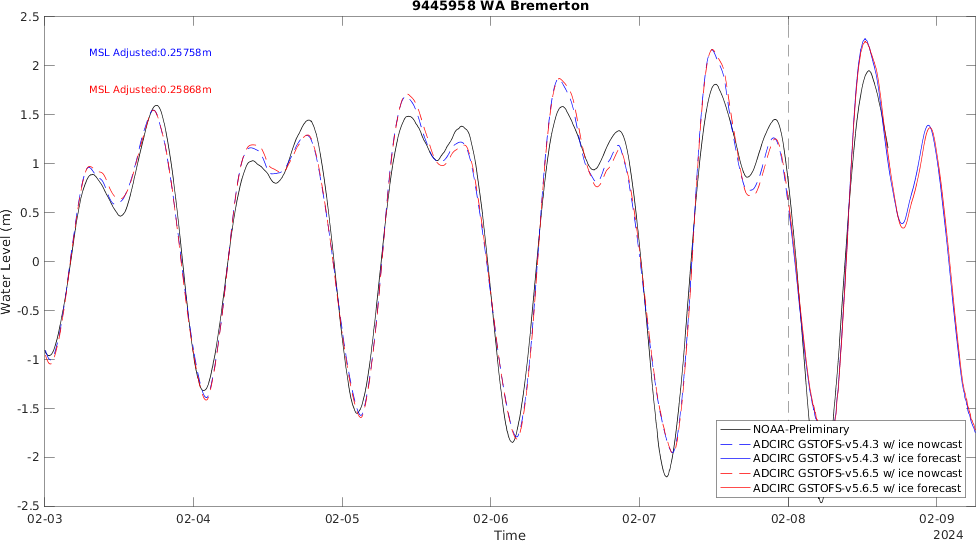 9445958 WA Bremerton
MSL Adjusted:0.25758m
MSL Adjusted:0.25868m
Water Level (m)
2.5
2
1.5
1
0.5
0
-0.5
-1
-1.5
-2
-2.5
NOAA-Preliminary
ADCIRC GSTOFS-v5.4.3 w/ ice nowcast
ADCIRC GSTOFS-v5.4.3 w/ ice forecast
ADCIRC GSTOFS-v5.6.5 w/ ice nowcast
ADCIRC GSTOFS-v5.6.5 w/ ice forecast
02-03 02-04 02-05 02-06 02-07 02-08 02-09
Time
2024